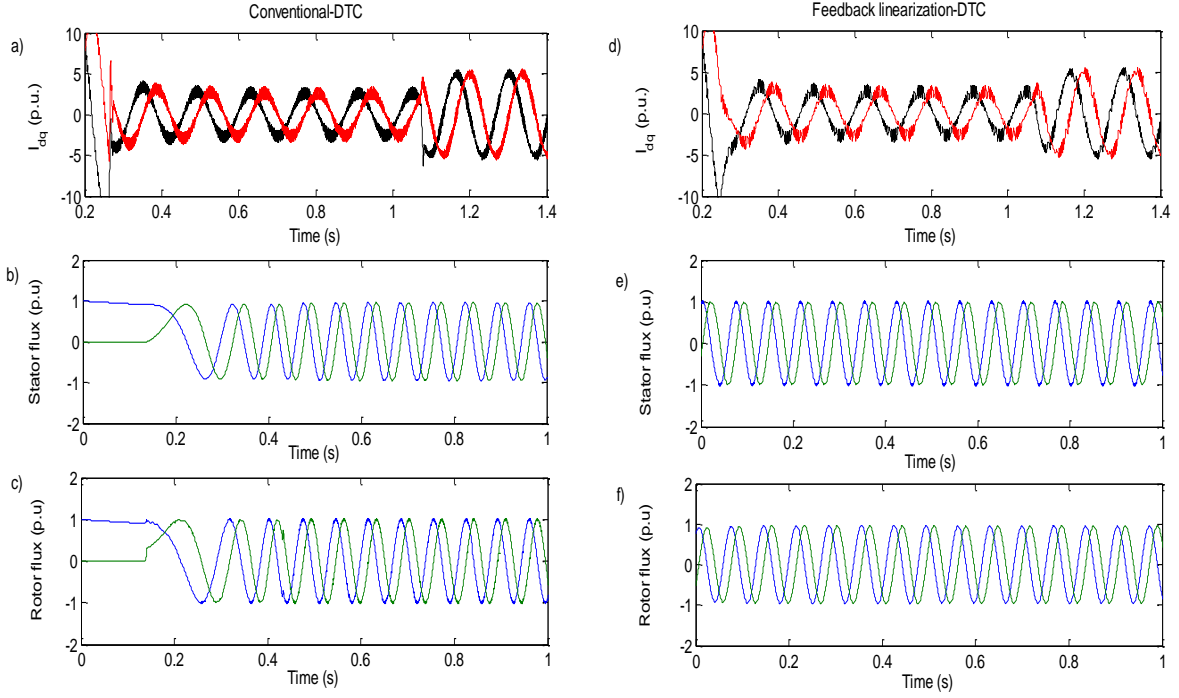 Conventional-DTC
a)
I_dq (p.u.)
10
5
0
-5
-10
0.2 0.4 0.6 0.8 1 1.2 1.4
Time (s)
b)
Stator flux (p.u)
2
1
0
-1
-2
0 0.2 0.4 0.6 0.8 1
Time (s)
c)
Rotor flux (p.u)
2
1
0
-1
-2
0 0.2 0.4 0.6 0.8 1
Time (s)
Feedback linearization-DTC
d)
I_dq (p.u.)
10
5
0
-5
-10
0.2 0.4 0.6 0.8 1 1.2 1.4
Time (s)
e)
Stator flux (p.u)
2
1
0
-1
-2
0 0.2 0.4 0.6 0.8 1
Time (s)
f)
Rotor flux (p.u)
2
1
0
-1
-2
0 0.2 0.4 0.6 0.8 1
Time (s)